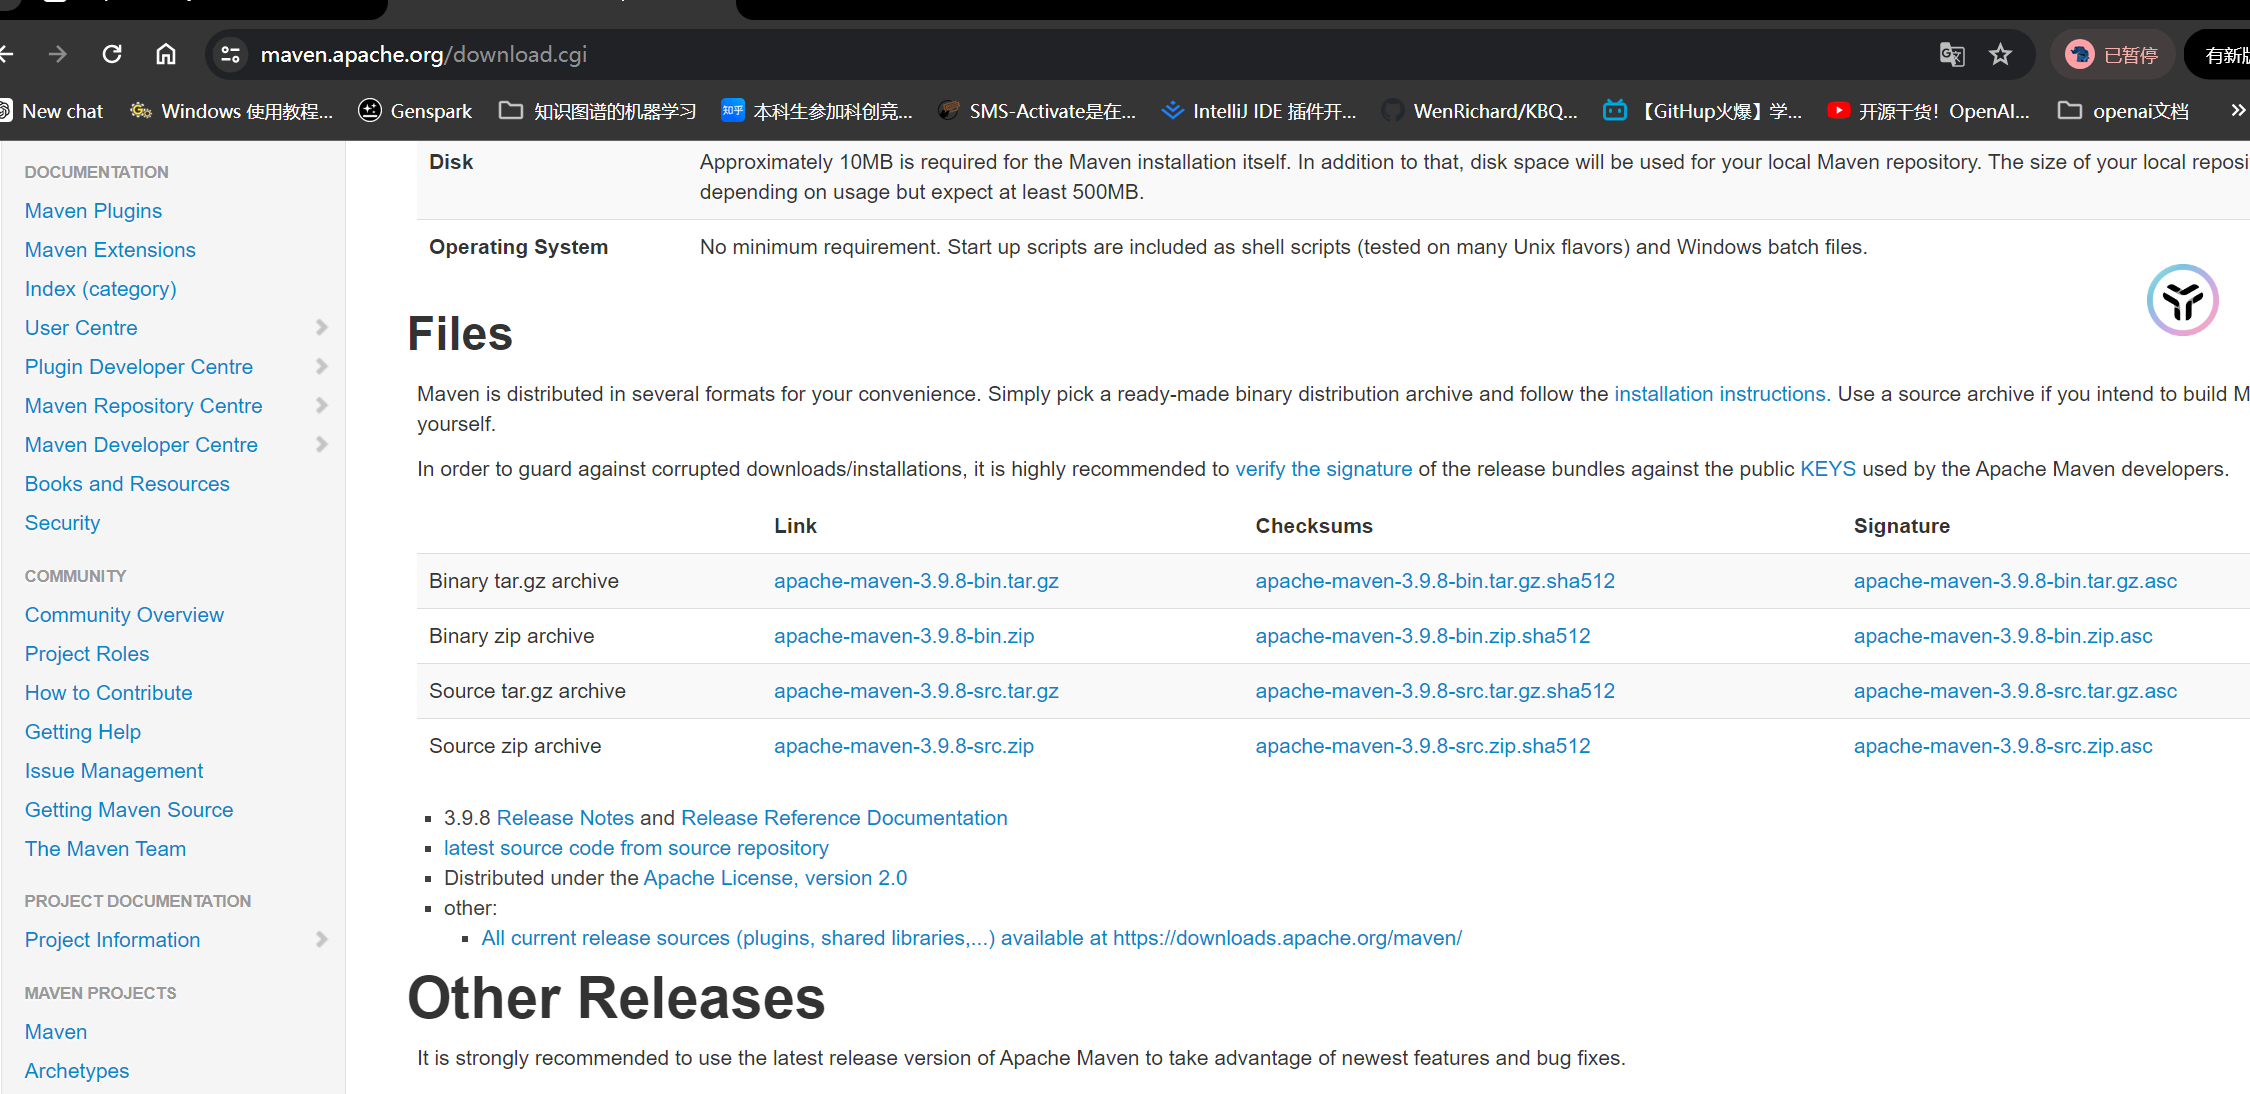 maven.apache.org/download.cgi
已暂停
有新版
New chat
Windows 使用教程...
Genspark
知识图谱的机器学习
知乎
本科生参加科创竞...
SMS-Activate是在...
IntelliJ IDE 插件开...
WenRichard/KBQ...
【GitHup火爆】学...
开源干货！OpenAI...
openai文档
DOCUMENTATION
Maven Plugins
Maven Extensions
Index (category)
User Centre
Plugin Developer Centre
Maven Repository Centre
Maven Developer Centre
Books and Resources
Security
COMMUNITY
Community Overview
Project Roles
How to Contribute
Getting Help
Issue Management
Getting Maven Source
The Maven Team
PROJECT DOCUMENTATION
Project Information
MAVEN PROJECTS
Maven
Archetypes
Disk
Approximately 10MB is required for the Maven installation itself. In addition to that, disk space will be used for your local Maven repository. The size of your local reposi
depending on usage but expect at least 500MB.
Operating System
No minimum requirement. Start up scripts are included as shell scripts (tested on many Unix flavors) and Windows batch files.
Files
Maven is distributed in several formats for your convenience. Simply pick a ready-made binary distribution archive and follow the installation instructions. Use a source archive if you intend to build M
yourself.
In order to guard against corrupted downloads/installations, it is highly recommended to verify the signature of the release bundles against the public KEYS used by the Apache Maven developers.
Link Checksums Signature
Binary tar.gz archive apache-maven-3.9.8-bin.tar.gz apache-maven-3.9.8-bin.tar.gz.sha512 apache-maven-3.9.8-bin.tar.gz.asc
Binary zip archive apache-maven-3.9.8-bin.zip apache-maven-3.9.8-bin.zip.sha512 apache-maven-3.9.8-bin.zip.asc
Source tar.gz archive apache-maven-3.9.8-src.tar.gz apache-maven-3.9.8-src.tar.gz.sha512 apache-maven-3.9.8-src.tar.gz.asc
Source zip archive apache-maven-3.9.8-src.zip apache-maven-3.9.8-src.zip.sha512 apache-maven-3.9.8-src.zip.asc
3.9.8 Release Notes and Release Reference Documentation
latest source code from source repository
Distributed under the Apache License, version 2.0
other:
All current release sources (plugins, shared libraries,...) available at https://downloads.apache.org/maven/
Other Releases
It is strongly recommended to use the latest release version of Apache Maven to take advantage of newest features and bug fixes.